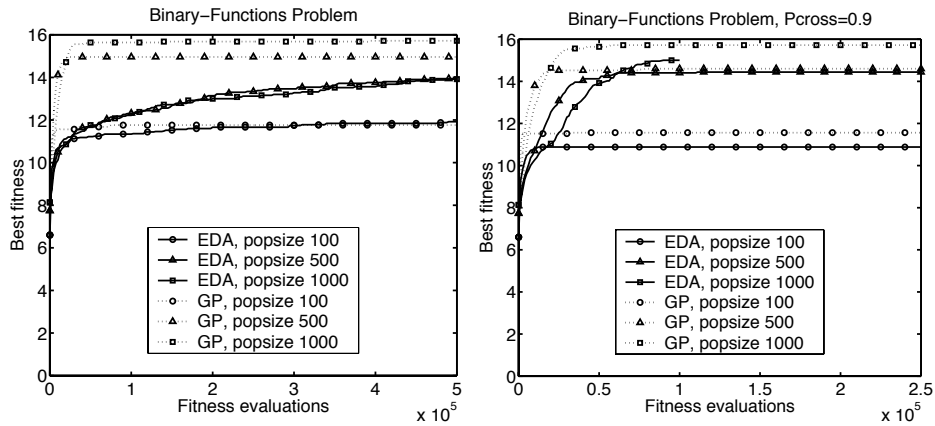 Binary-Functions Problem
Best fitness
16
14
12
10
8
6
4
2
0
EDA, popsize 100
EDA, popsize 500
EDA, popsize 1000
GP, popsize 100
GP, popsize 500
GP, popsize 1000
0 1 2 3 4 5
Fitness evaluations
x 10^5
Binary-Functions Problem, Pcross=0.9
Best fitness
16
14
12
10
8
6
4
2
0
EDA, popsize 100
EDA, popsize 500
EDA, popsize 1000
GP, popsize 100
GP, popsize 500
GP, popsize 1000
0 0.5 1 1.5 2 2.5
Fitness evaluations
x 10^5